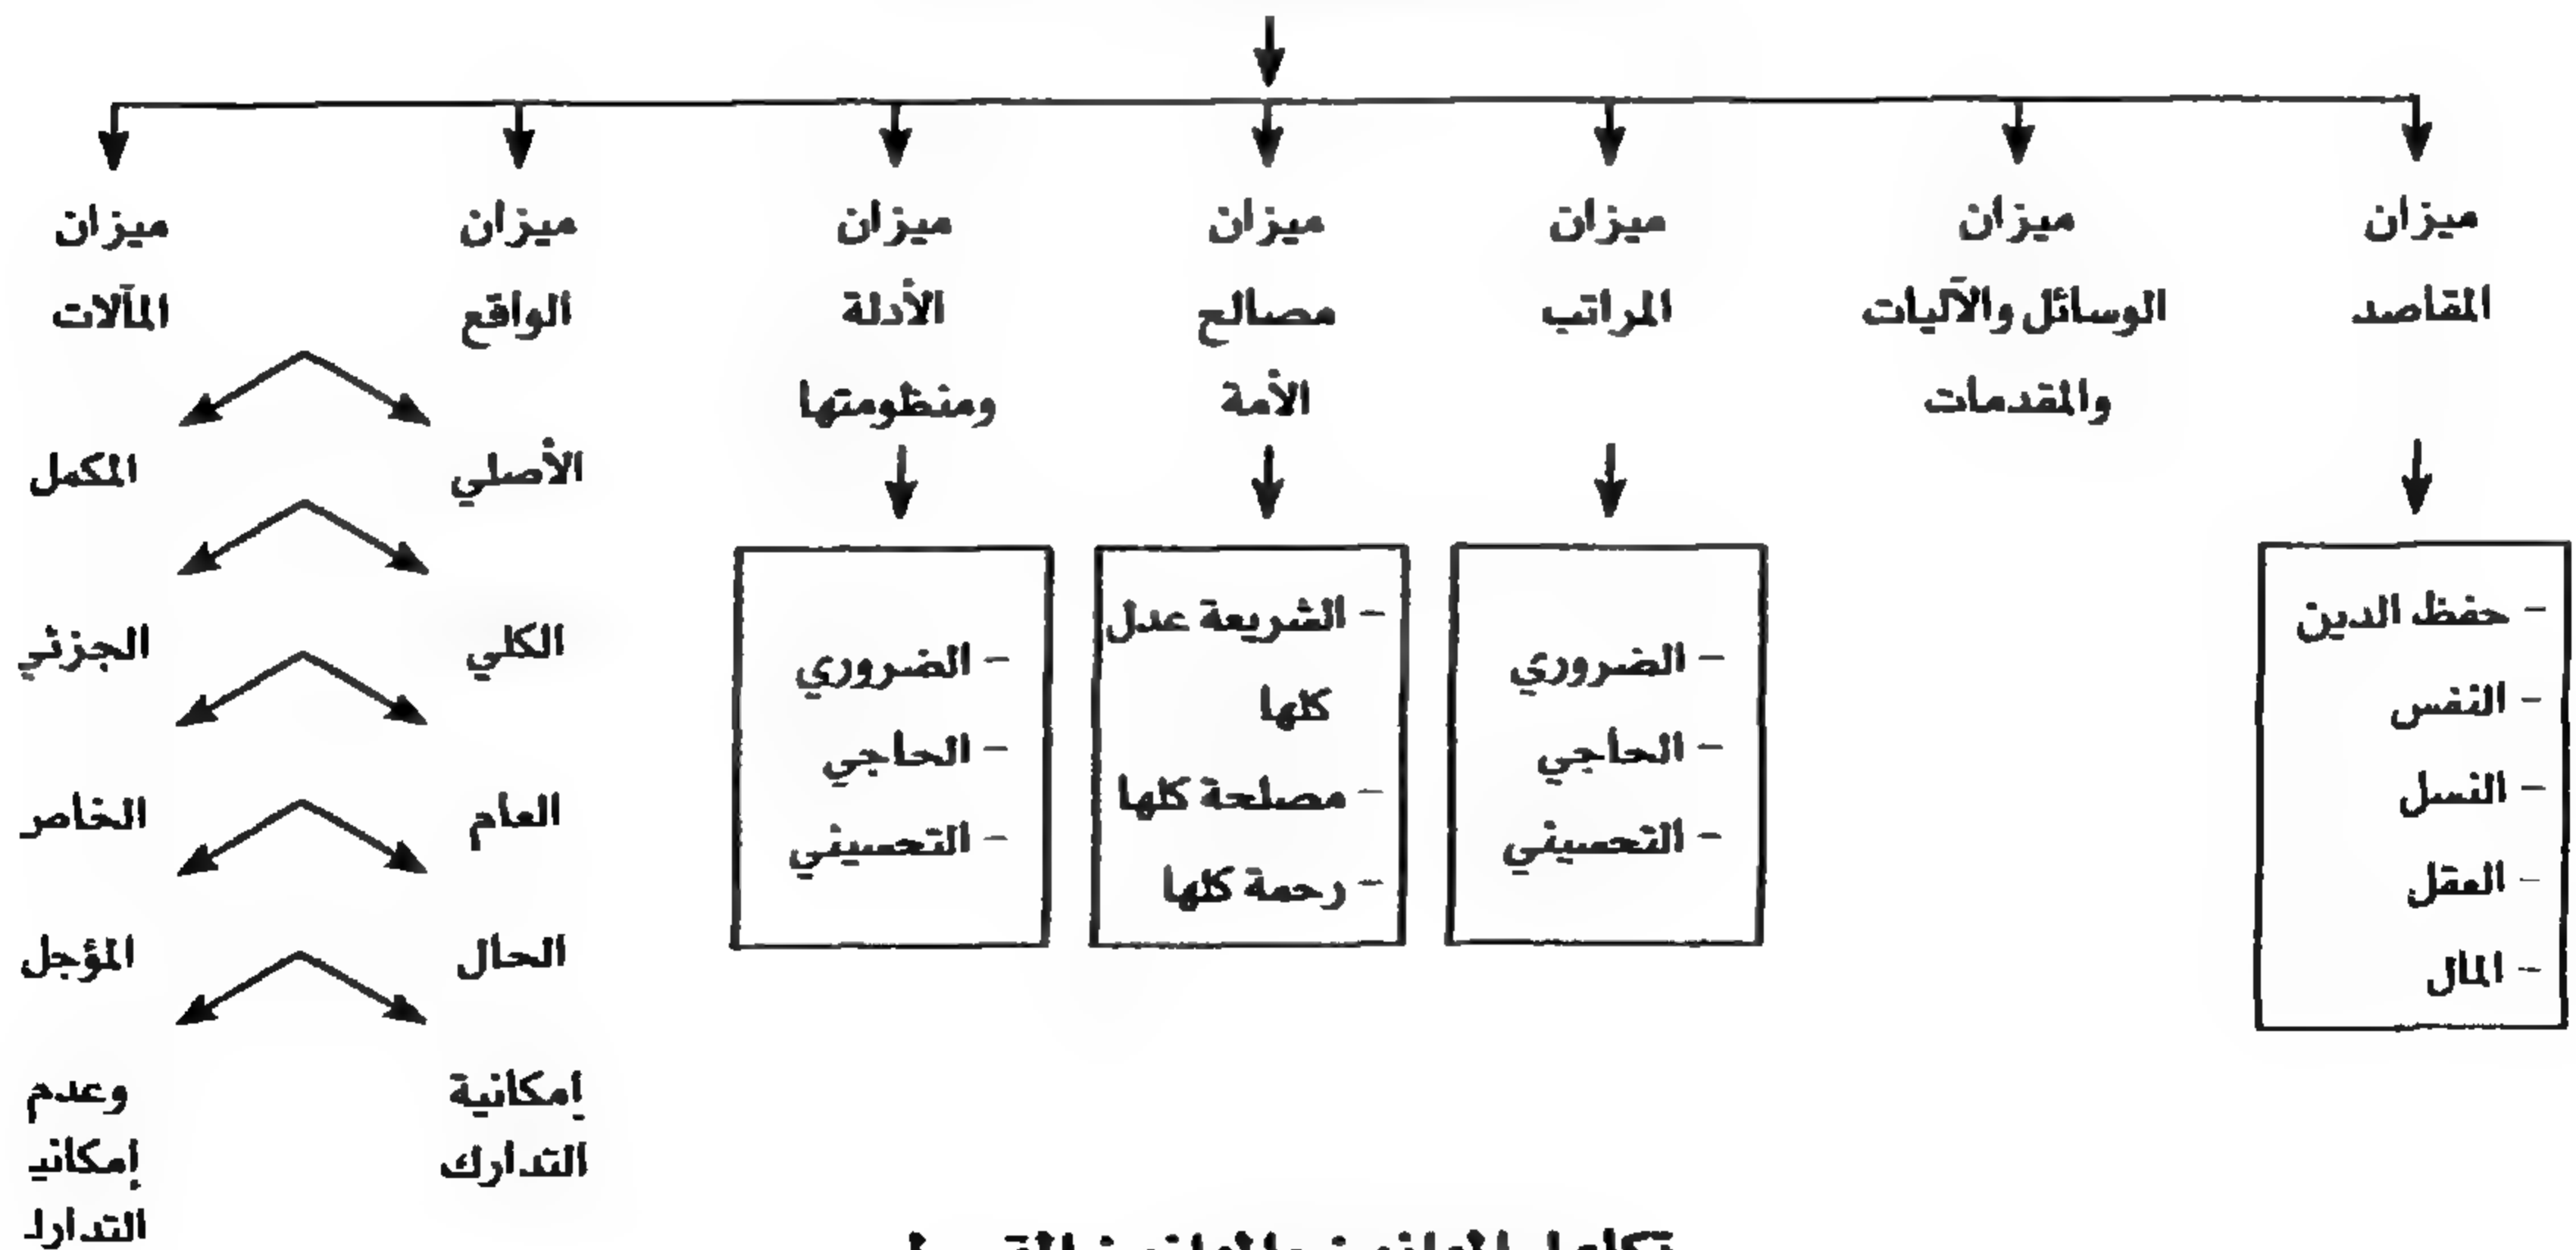 ميزان
المقاصد
- حفظ الدين
- النفس
- النسل
- العقل
- المال
ميزان
الوسائل والآليات
والمقدمات
ميزان
المراتب
- الضروري
- الحاجي
- التحسيني
ميزان
مصالح
الأمة
- الشريعة عدل
كلها
- مصلحة كلها
- رحمة كلها
ميزان
الأدلة
ومنظومتها
- الضروري
- الحاجي
- التحسيني
ميزان
الواقع
ميزان
المآلات
الأصلي
المكمل
الكلي
الجزئي
العام
الخاص
الحال
المؤجل
إمكانية
التدارك
وعدم